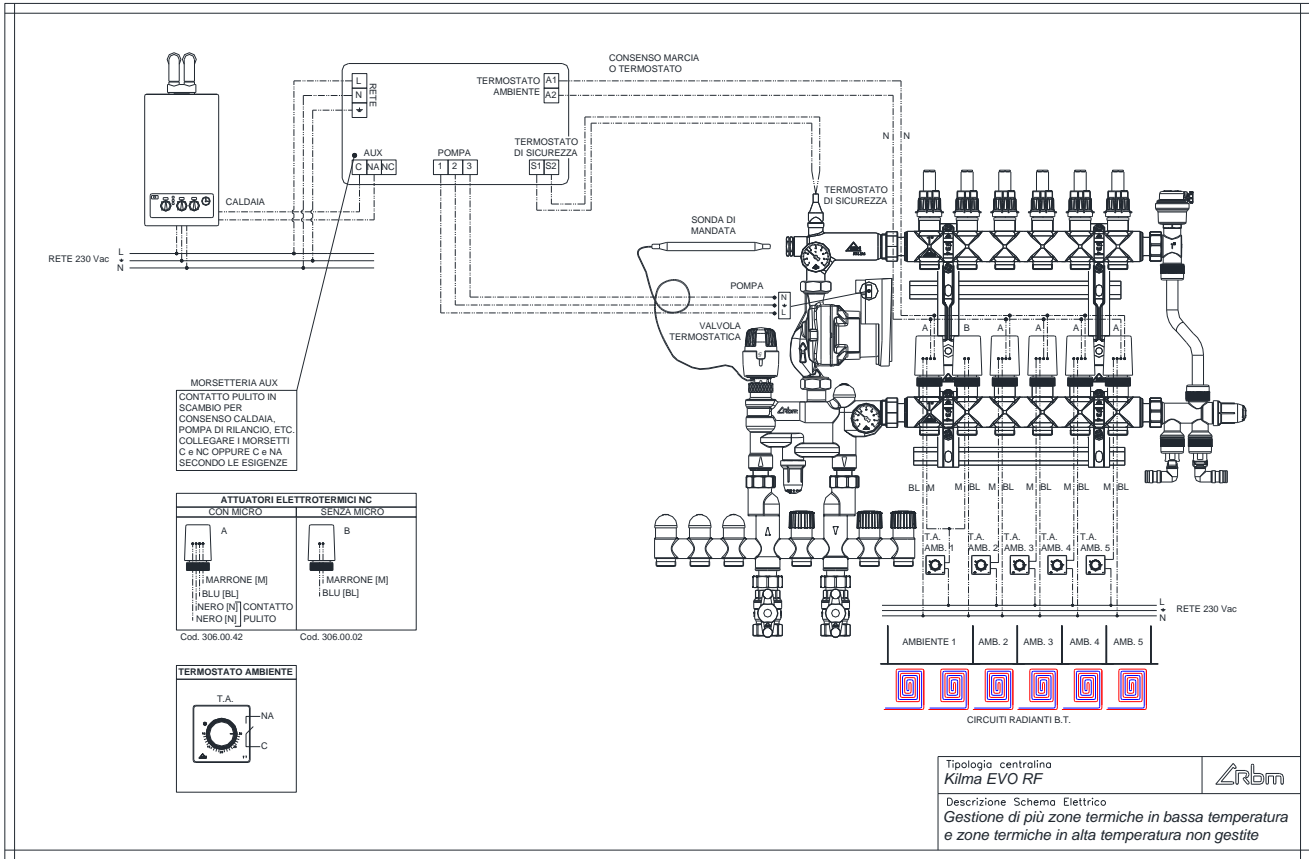 CONSENSO MARCIA
O TERMOSTATO
L
N
RETE
TERMOSTATO
AMBIENTE
A1
A2
TERMOSTATO
DI SICUREZZA
S1 S2
AUX
C NA NC
POMPA
1 2 3
CALDAIA
RETE 230 Vac
L
N
N N
TERMOSTATO
DI SICUREZZA
SONDA DI
MANDATA
POMPA
N
L
VALVOLA
TERMOSTATICA
A B A A A A
MORSETTERIA AUX
CONTATTO PULITO IN
SCAMBIO PER
CONSENSO CALDAIA,
POMPA DI RILANCIO, ETC.
COLLEGARE I MORSETTI
C e NC OPPURE C e NA
SECONDO LE ESIGENZE
ATTUATORI ELETTROTERMICI NC
CON MICRO SENZA MICRO
A
MARRONE [M]
BLU [BL]
NERO [N] CONTATTO
NERO [N] PULITO
B
MARRONE [M]
BLU [BL]
Cod. 306.00.42 Cod. 306.00.02
TERMOSTATO AMBIENTE
T.A.
NA
C
BL M M BL M BL M BL M BL M BL
T.A. T.A. T.A. T.A. T.A.
AMB. 1 AMB. 2 AMB. 3 AMB. 4 AMB. 5
L
N
RETE 230 Vac
AMBIENTE 1 AMB. 2 AMB. 3 AMB. 4 AMB. 5
CIRCUITI RADIANTI B.T.
Tipologia centralina
Kilma EVO RF
Rbm
Descrizione Schema Elettrico
Gestione di più zone termiche in bassa temperatura
e zone termiche in alta temperatura non gestite